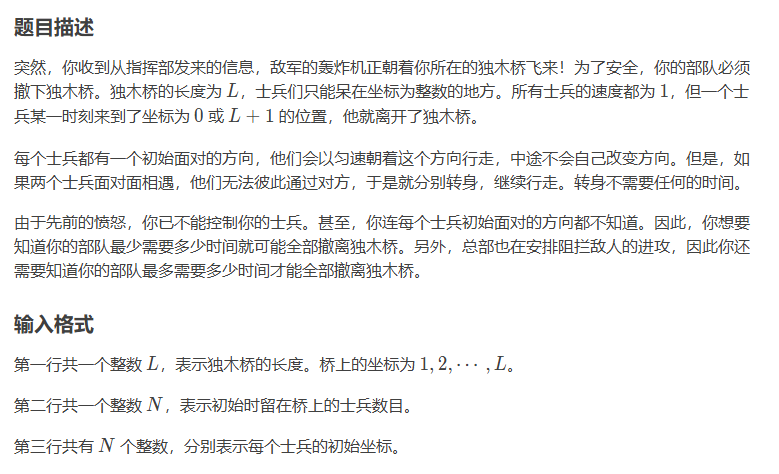 题目描述
突然，你收到从指挥部发来的信息，敌军的轰炸机正朝着你所在的独木桥飞来！为了安全，你的部队必须
撤下独木桥。独木桥的长度为 L，士兵们只能呆在坐标为整数的地方。所有士兵的速度都为 1，但一个士
兵某一时刻来到了坐标为 0 或 L + 1 的位置，他就离开了独木桥。
每个士兵都有一个初始面对的方向，他们会以匀速朝着这个方向行走，中途不会自己改变方向。但是，如
果两个士兵面对面相遇，他们无法彼此通过对方，于是就分别转身，继续行走。转身不需要任何的时间。
由于先前的愤怒，你已不能控制你的士兵。甚至，你连每个士兵初始面对的方向都不知道。因此，你想要
知道你的部队最少需要多少时间就可能全部撤离独木桥。另外，总部也在安排阻拦敌人的进攻，因此你还
需要知道你的部队最多需要多少时间才能全部撤离独木桥。
输入格式
第一行共一个整数 L，表示独木桥的长度。桥上的坐标为 1, 2, ⋯ , L。
第二行共一个整数 N，表示初始时留在桥上的士兵数目。
第三行共有 N 个整数，分别表示每个士兵的初始坐标。